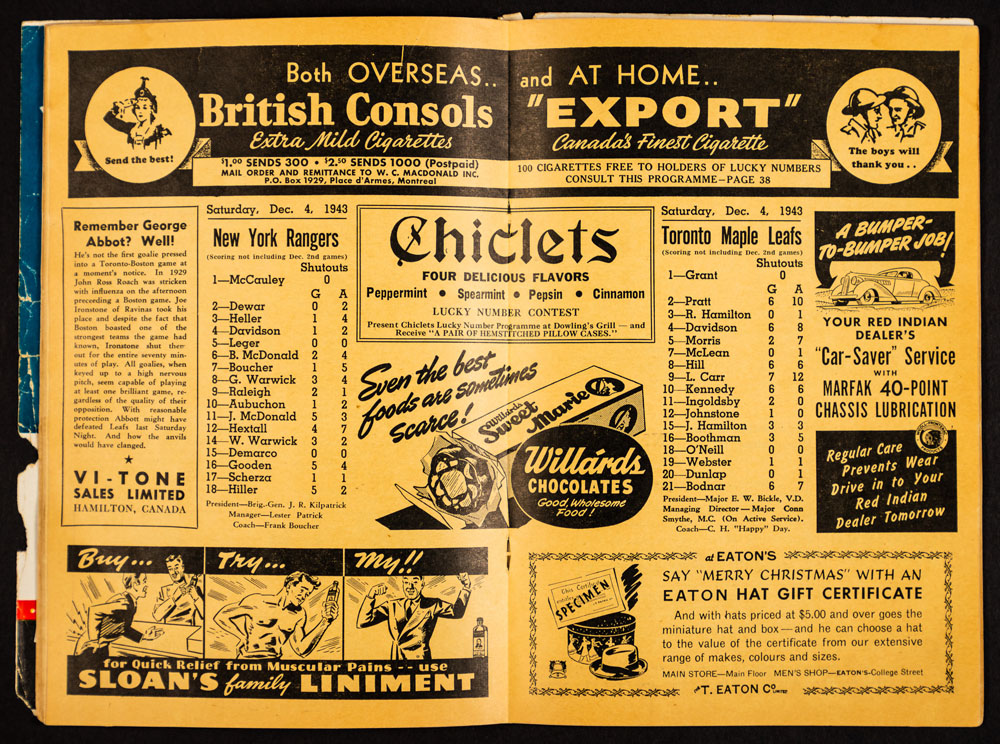 Both OVERSEAS.. and AT HOME..
British Consols "EXPORT"
Extra Mild Cigarettes Canada's Finest Cigarette
Send the best!
$1.00 SENDS 300 • $2.50 SENDS 1000 (Postpaid)
MAIL ORDER AND REMITTANCE TO W. C. MACDONALD INC.
P.O. Box 1929, Place d'Armes, Montreal
100 CIGARETTES FREE TO HOLDERS OF LUCKY NUMBERS
CONSULT THIS PROGRAMME—PAGE 38
The boys will
thank you . .
Remember George
Abbot? Well!
He's not the first goalie pressed
into a Toronto-Boston game at
a moment's notice. In 1929
John Ross Roach was stricken
with influenza on the afternoon
preceeding a Boston game. Joe
Ironstone of Ravinas took his
place and despite the fact that
Boston boasted one of the
strongest teams the game had
known, Ironstone shut them
out for the entire seventy min-
utes of play. All goalies, when
keyed up to a high nervous
pitch, seem capable of playing
at least one brilliant game, re-
gardless of the quality of their
opposition. With reasonable
protection Abbott might have
defeated Leafs last Saturday
Night. And how the anvils
would have clanged.
VI-TONE
SALES LIMITED
HAMILTON, CANADA
Saturday, Dec. 4, 1943
New York Rangers
(Scoring not including Dec. 2nd games)
Shutouts
1—McCauley 0
G A
2—Dewar 0 2
3—Heller 1 4
4—Davidson 1 2
5—Leger 0 0
6—B. McDonald 2 4
7—Boucher 1 5
8—G. Warwick 3 4
9—Raleigh 2 1
10—Aubuchon 1 2
11—J. McDonald 5 3
12—Hextall 4 7
14—W. Warwick 3 2
15—Demarco 0 0
16—Gooden 5 4
17—Scherza 1 1
18—Hiller 5 2
President—Brig.-Gen. J. R. Kilpatrick
Manager—Lester Patrick
Coach—Frank Boucher
Chiclets
FOUR DELICIOUS FLAVORS
Peppermint • Spearmint • Pepsin • Cinnamon
LUCKY NUMBER CONTEST
Present Chiclets Lucky Number Programme at Dowling's Grill — and
Receive "A PAIR OF HEMSTITCHED PILLOW CASES."
Even the best
foods are sometimes
scarce!
Willard's
Sweet
Marie
Willards
CHOCOLATES
Good, Wholesome
Food!
Saturday, Dec. 4, 1943
Toronto Maple Leafs
(Scoring not including Dec. 2nd games)
Shutouts
1—Grant 0
G A
2—Pratt 6 10
3—R. Hamilton 0 1
4—Davidson 6 8
5—Morris 2 7
7—McLean 0 1
8—Hill 6 6
9—L. Carr 7 12
10—Kennedy 6 6
11—Ingoldsby 2 0
12—Johnstone 1 0
15—J. Hamilton 3 3
16—Boothman 3 5
18—O'Neill 0 0
19—Webster 1 1
20—Dunlap 0 1
21—Bodnar 6 7
President—Major E. W. Bickle, V.D.
Managing Director — Major Conn
Smythe, M.C. (On Active Service).
Coach—C. H. "Happy" Day.
A BUMPER-
TO-BUMPER JOB!
YOUR RED INDIAN
DEALER'S
"Car-Saver" Service
WITH
MARFAK 40-POINT
CHASSIS LUBRICATION
Regular Care
Prevents Wear
Drive in to Your
Red Indian
Dealer Tomorrow
Buy... Try... My!!
for Quick Relief from Muscular Pains -- use
SLOAN'S family LINIMENT
SPECIMEN
at EATON'S
SAY "MERRY CHRISTMAS" WITH AN
EATON HAT GIFT CERTIFICATE
And with hats priced at $5.00 and over goes the
miniature hat and box — and he can choose a hat
to the value of the certificate from our extensive
range of makes, colours and sizes.
MAIN STORE—Main Floor MEN'S SHOP—EATON'S-College Street
THE T. EATON CO LIMITED